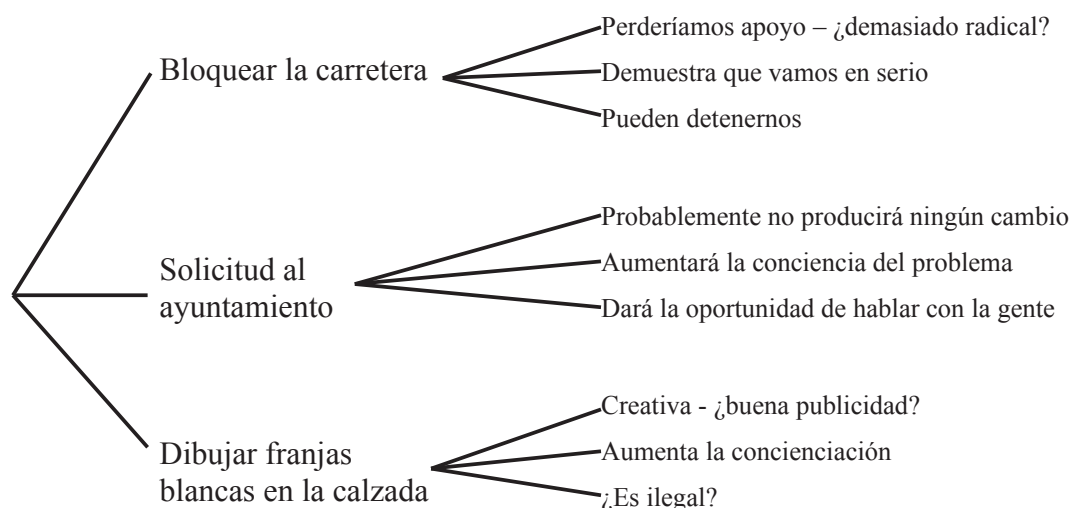 Bloquear la carretera
Perderíamos apoyo – ¿demasiado radical?
Demuestra que vamos en serio
Pueden detenernos
Solicitud al
ayuntamiento
Probablemente no producirá ningún cambio
Aumentará la conciencia del problema
Dará la oportunidad de hablar con la gente
Dibujar franjas
blancas en la calzada
Creativa - ¿buena publicidad?
Aumenta la concienciación
¿Es ilegal?